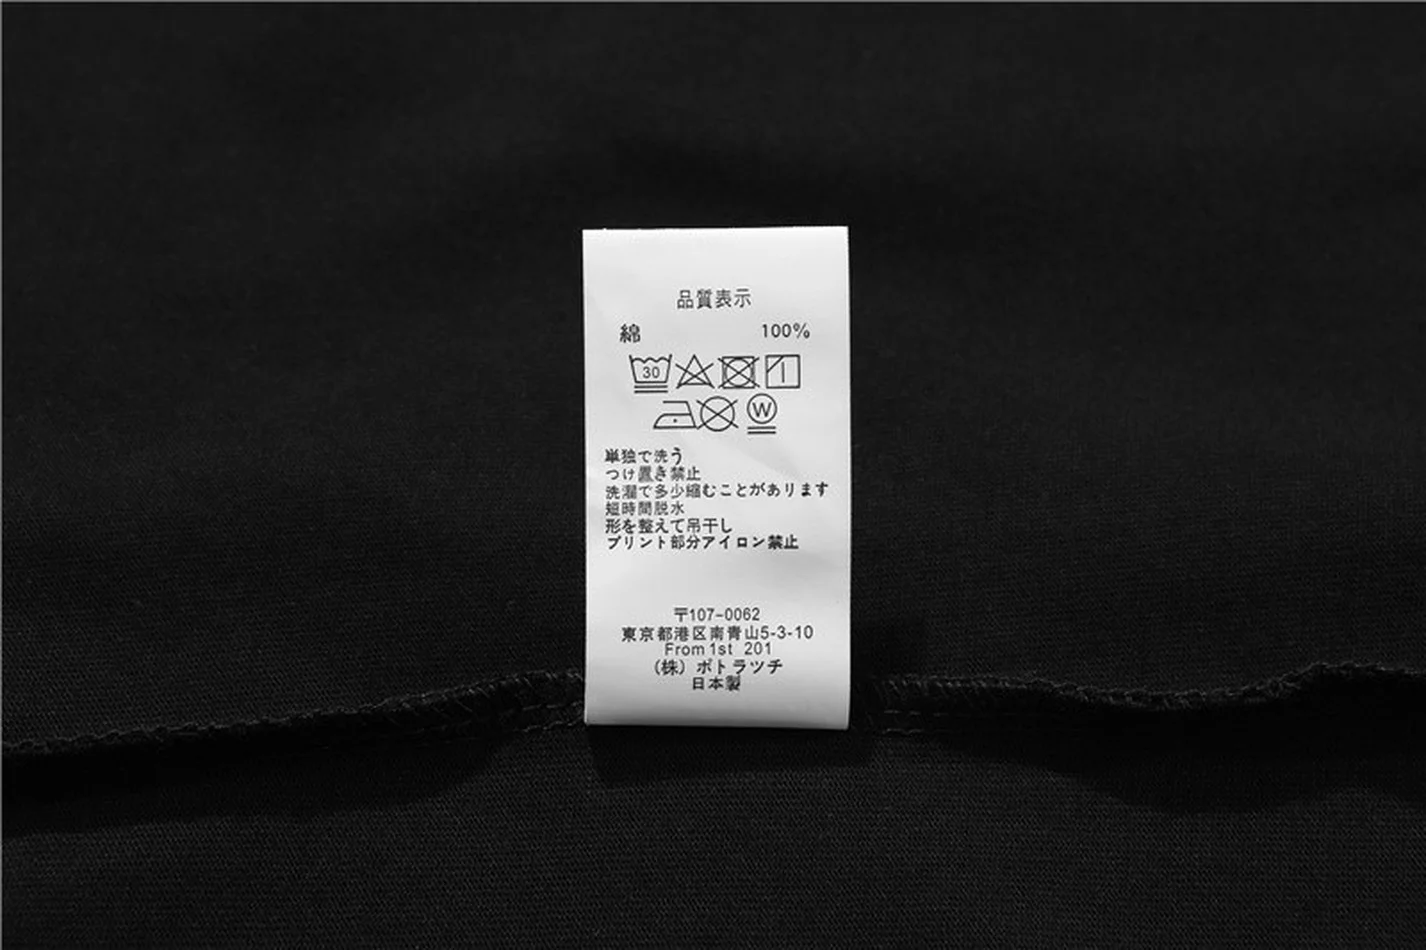 品質表示
綿 100%
30
W
単独で洗う
つけ置き禁止
洗濯で多少縮むことがあります
短時間脱水
形を整えて吊干し
プリント部分アイロン禁止
〒107-0062
東京都港区南青山5-3-10
From 1st 201
(株) ポトラツチ
日本製